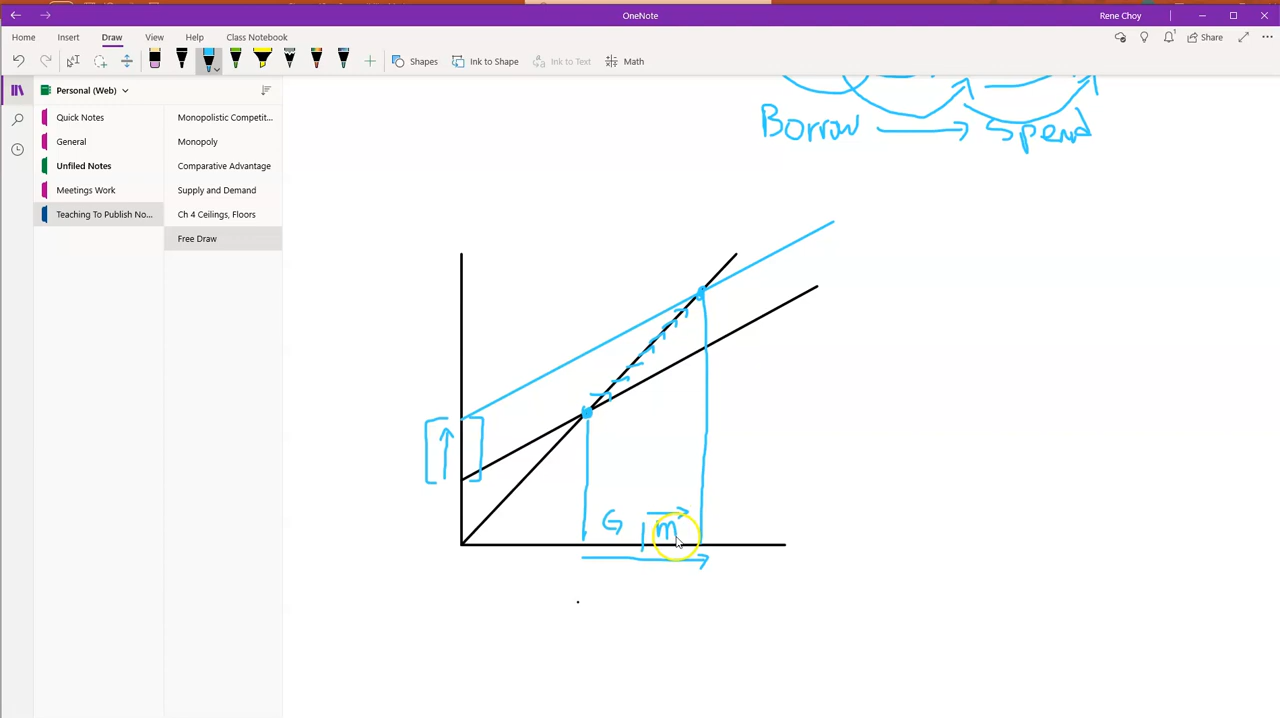 OneNote
Rene Choy
Home Insert Draw View Help Class Notebook
Share
Shapes Ink to Shape Ink to Text Math
Personal (Web)
Quick Notes
General
Unfiled Notes
Meetings Work
Teaching To Publish No...
Monopolistic Competit...
Monopoly
Comparative Advantage
Supply and Demand
Ch 4 Ceilings, Floors
Free Draw
Borrow → Spend
G m